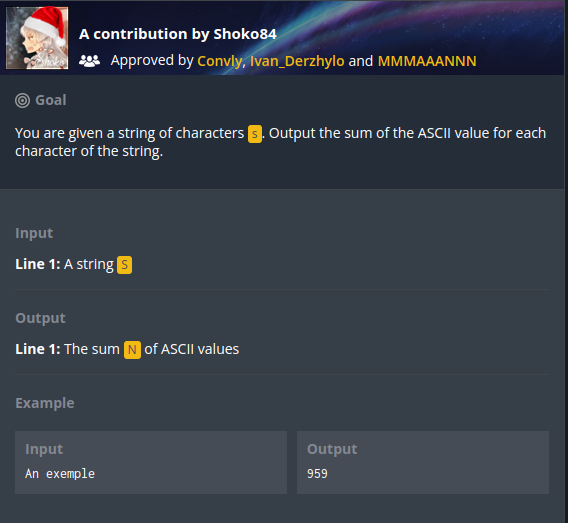 A contribution by Shoko84
Approved by Convly, Ivan_Derzhylo and MMMAAANNN
Goal
You are given a string of characters s. Output the sum of the ASCII value for each
character of the string.
Input
Line 1: A string S
Output
Line 1: The sum N of ASCII values
Example
Input
An exemple
Output
959